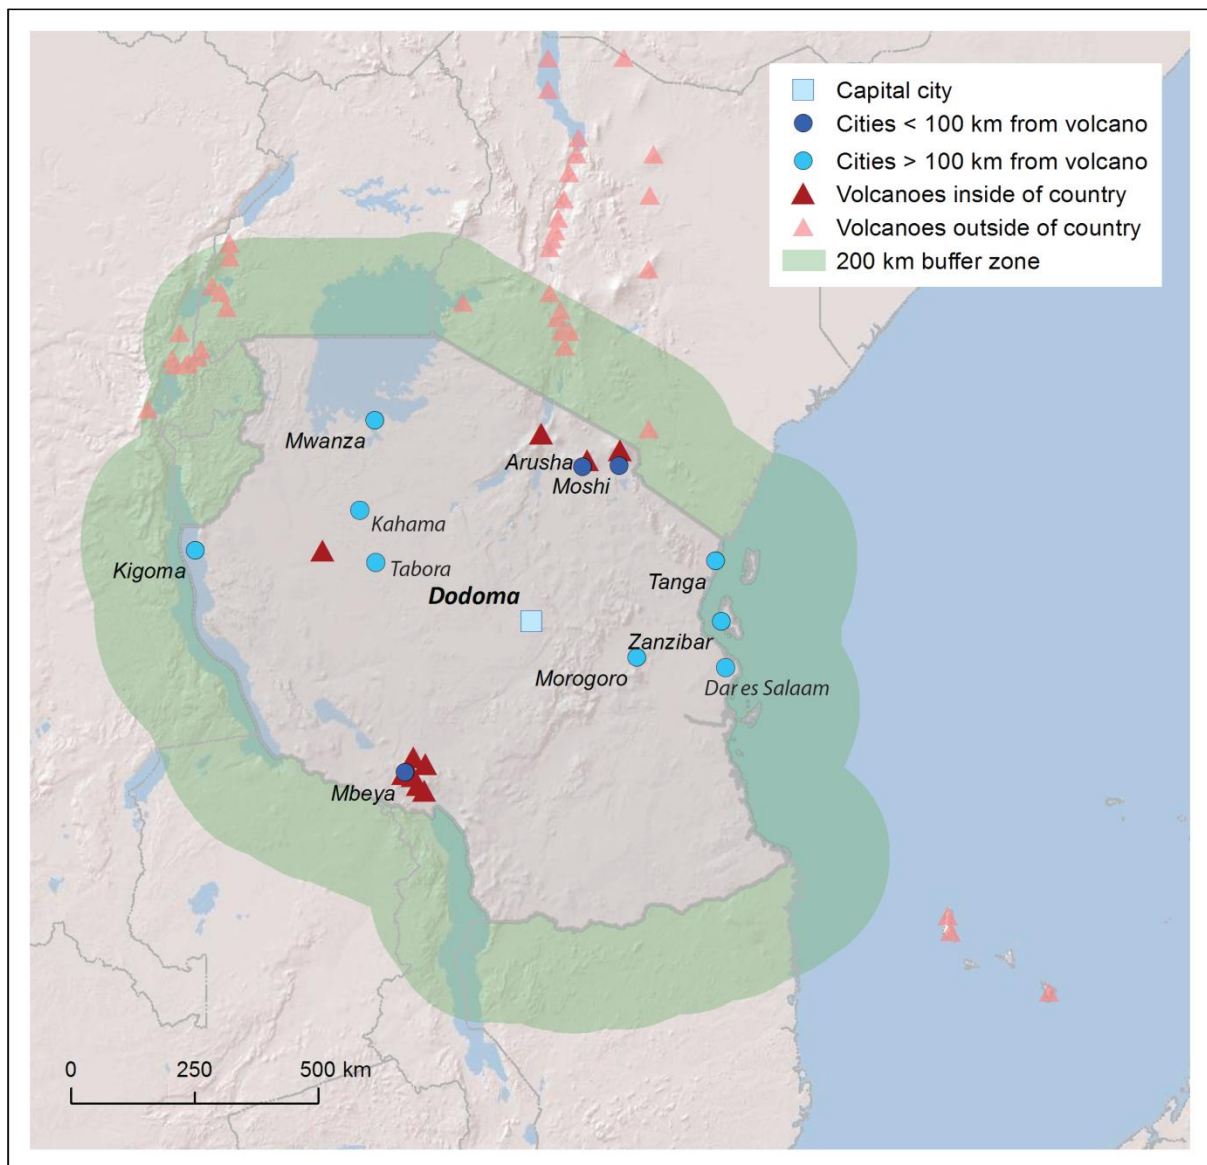 Capital city
Cities < 100 km from volcano
Cities > 100 km from volcano
Volcanoes inside of country
Volcanoes outside of country
200 km buffer zone
Mwanza
Arusha
Moshi
Kahama
Kigoma
Tabora
Tanga
Dodoma
Zanzibar
Morogoro
Dar es Salaam
Mbeya
0 250 500 km